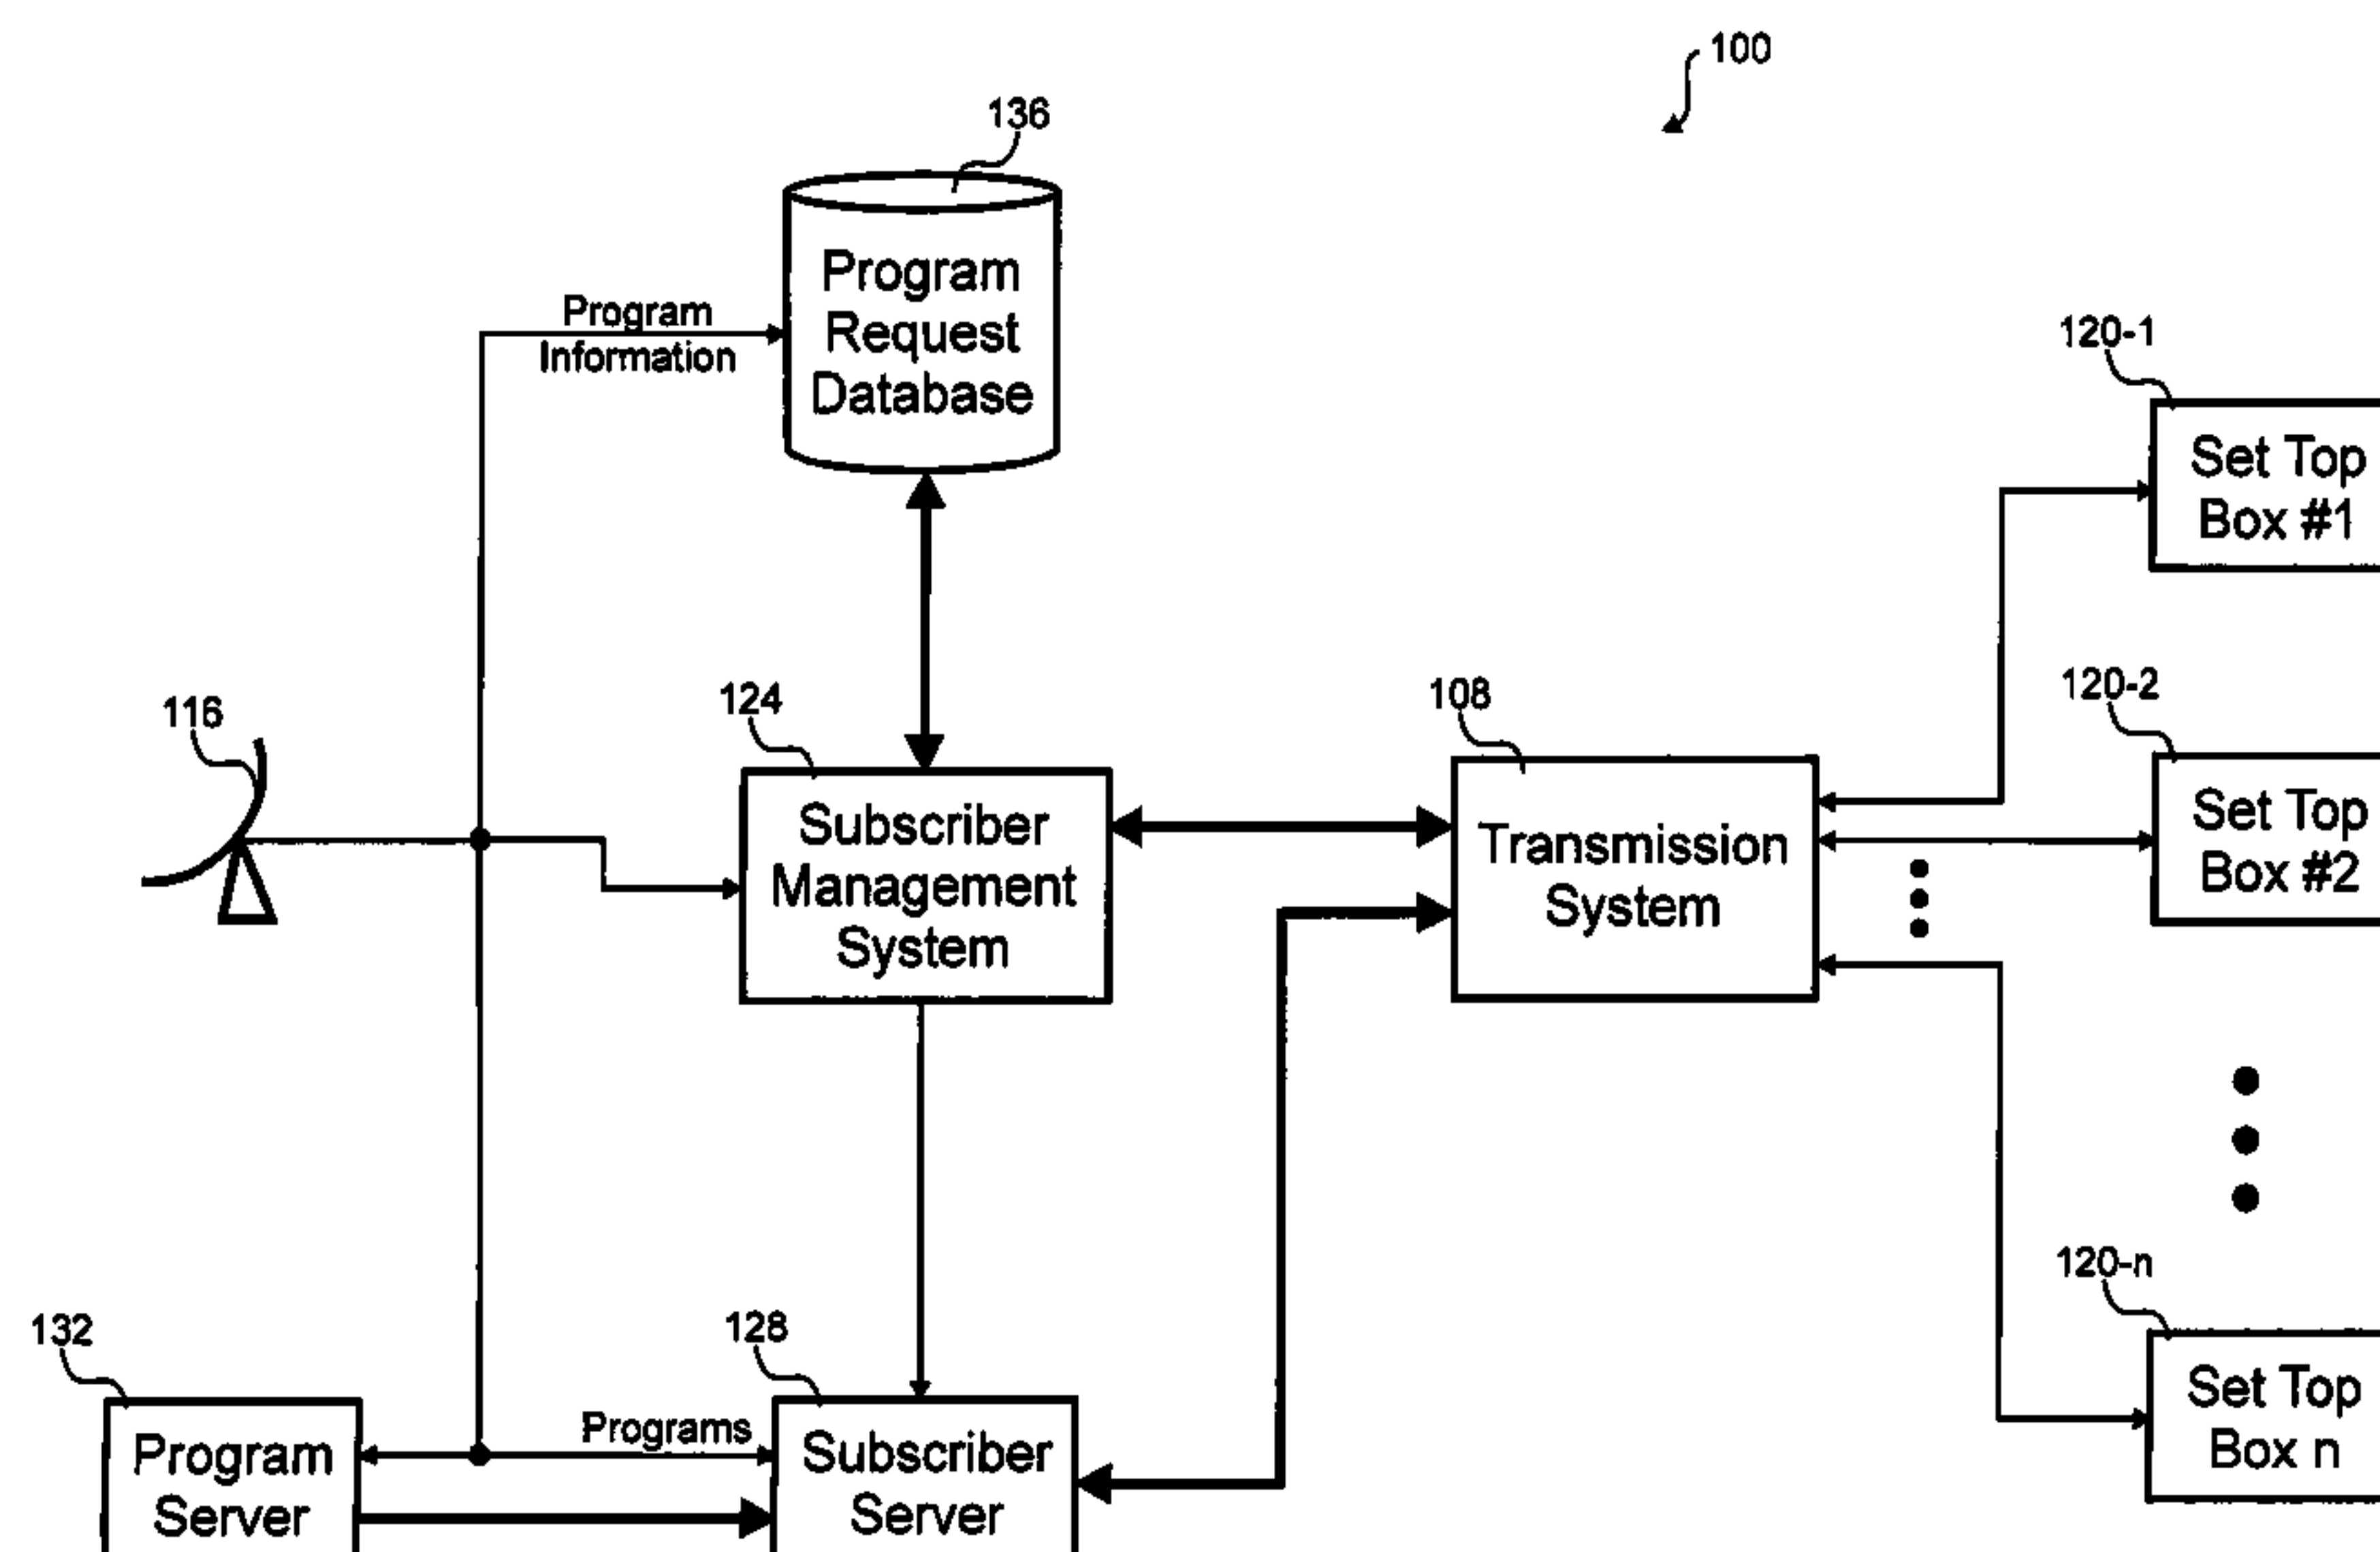 100
136
Program
Request
Database
Program
Information
120-1
Set Top
Box #1
116
124
Subscriber
Management
System
108
Transmission
System
120-2
Set Top
Box #2
132
Program
Server
Programs
128
Subscriber
Server
120-n
Set Top
Box n